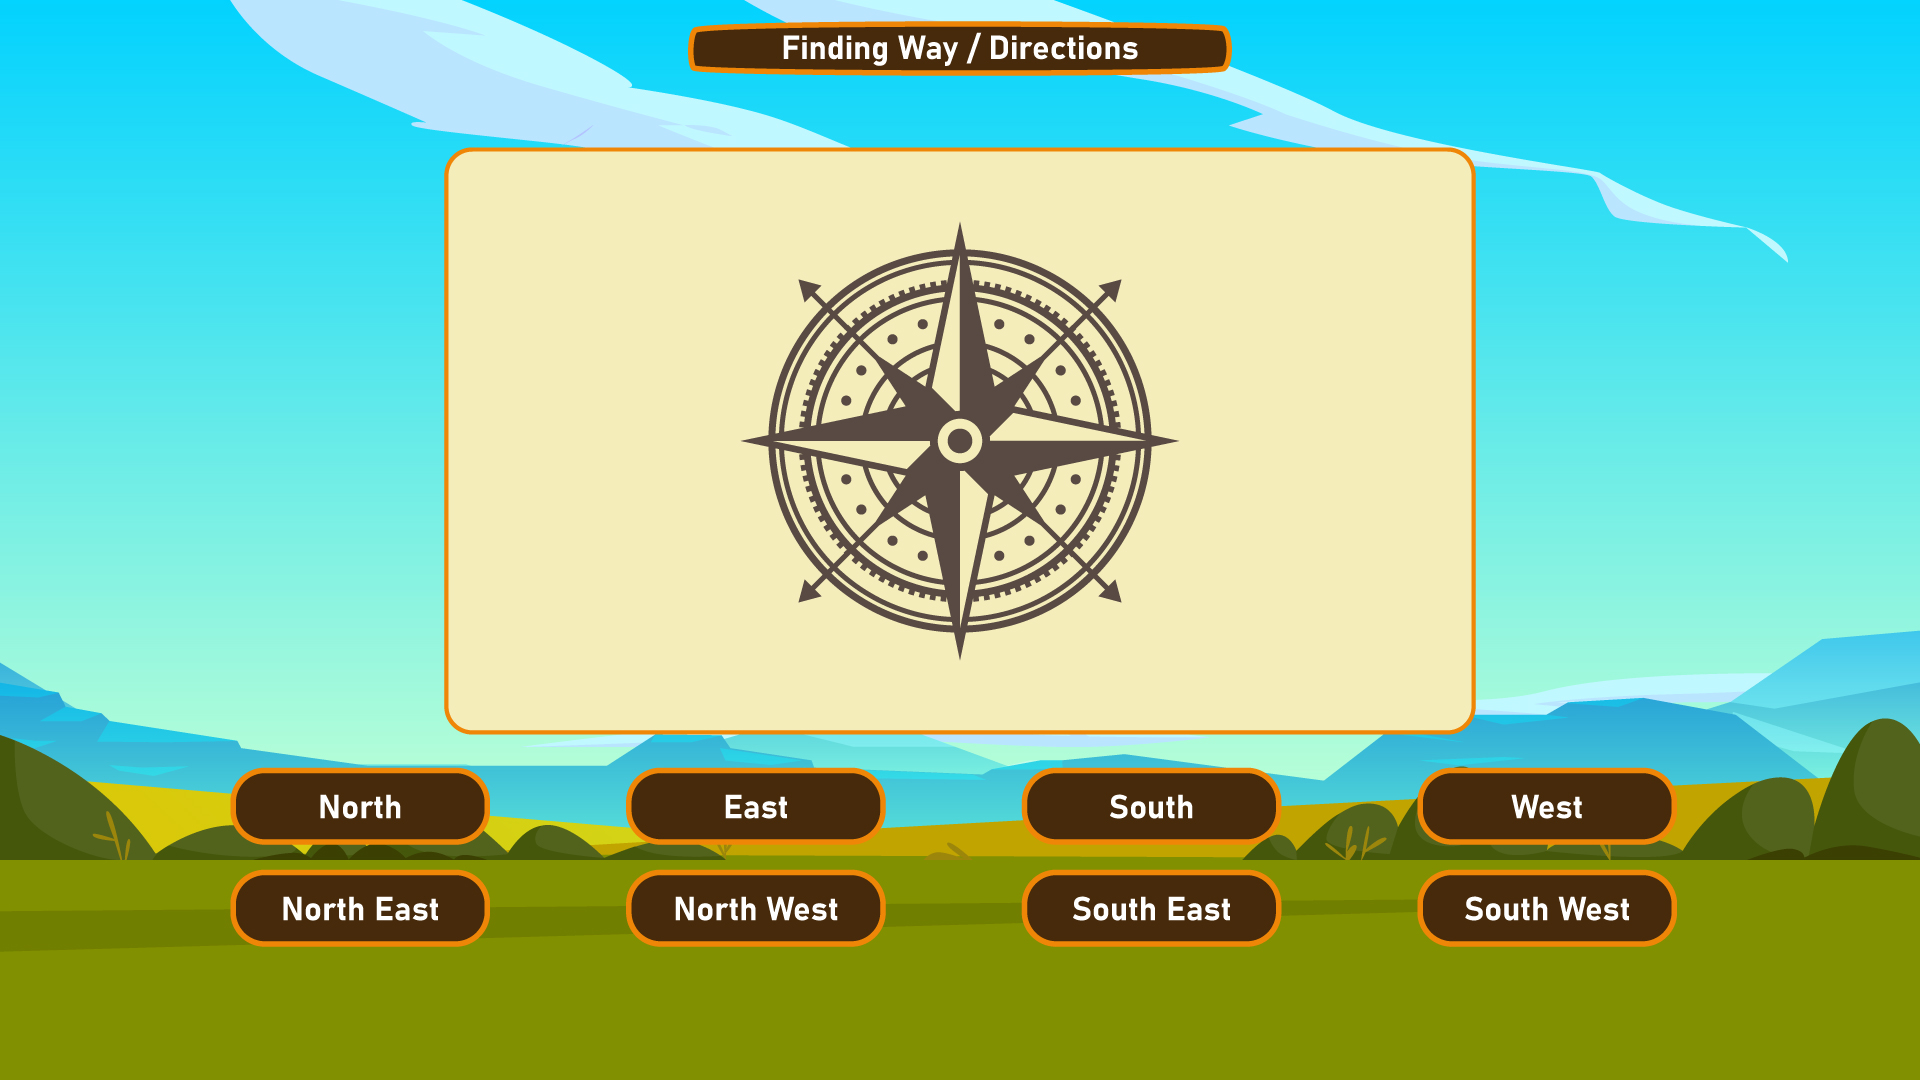 Finding Way / Directions
North
East
South
West
North East
North West
South East
South West